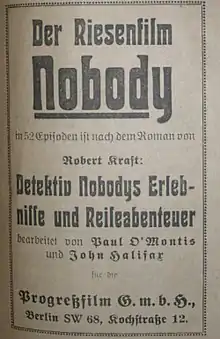 Der Riesenfilm
Nobody
in 52 Episoden ist nach dem Roman von
Robert Kraft:
Detektiv Nobodys Erleb-
nisse und Reiseabenteuer
bearbeitet von Paul O'Montis
und John Halifax
für die
Progreßfilm G. m. b. H.,
Berlin SW 68, Kochstraße 12.